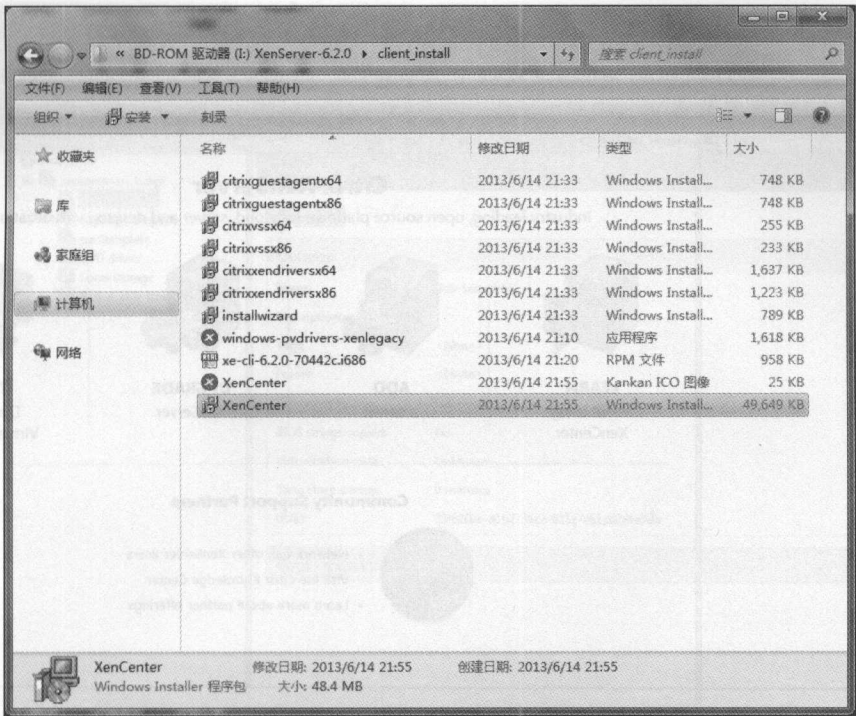 « BD-ROM 驱动器 (I:) XenServer-6.2.0 ▸ client_install
搜索 client_install
文件(F) 编辑(E) 查看(V) 工具(T) 帮助(H)
组织 安装 刻录
名称 修改日期 类型 大小
收藏夹
库
家庭组
计算机
网络
citrixguestagentx64 2013/6/14 21:33 Windows Install... 748 KB
citrixguestagentx86 2013/6/14 21:33 Windows Install... 748 KB
citrixvssx64 2013/6/14 21:33 Windows Install... 255 KB
citrixvssx86 2013/6/14 21:33 Windows Install... 233 KB
citrixxendriversx64 2013/6/14 21:33 Windows Install... 1,637 KB
citrixxendriversx86 2013/6/14 21:33 Windows Install... 1,223 KB
installwizard 2013/6/14 21:33 Windows Install... 789 KB
windows-pvdrivers-xenlegacy 2013/6/14 21:10 应用程序 1,618 KB
xe-cli-6.2.0-70442c.i686 2013/6/14 21:20 RPM 文件 958 KB
XenCenter 2013/6/14 21:55 Kankan ICO 图像 25 KB
XenCenter 2013/6/14 21:55 Windows Install... 49,649 KB
XenCenter 修改日期: 2013/6/14 21:55 创建日期: 2013/6/14 21:55
Windows Installer 程序包 大小: 48.4 MB